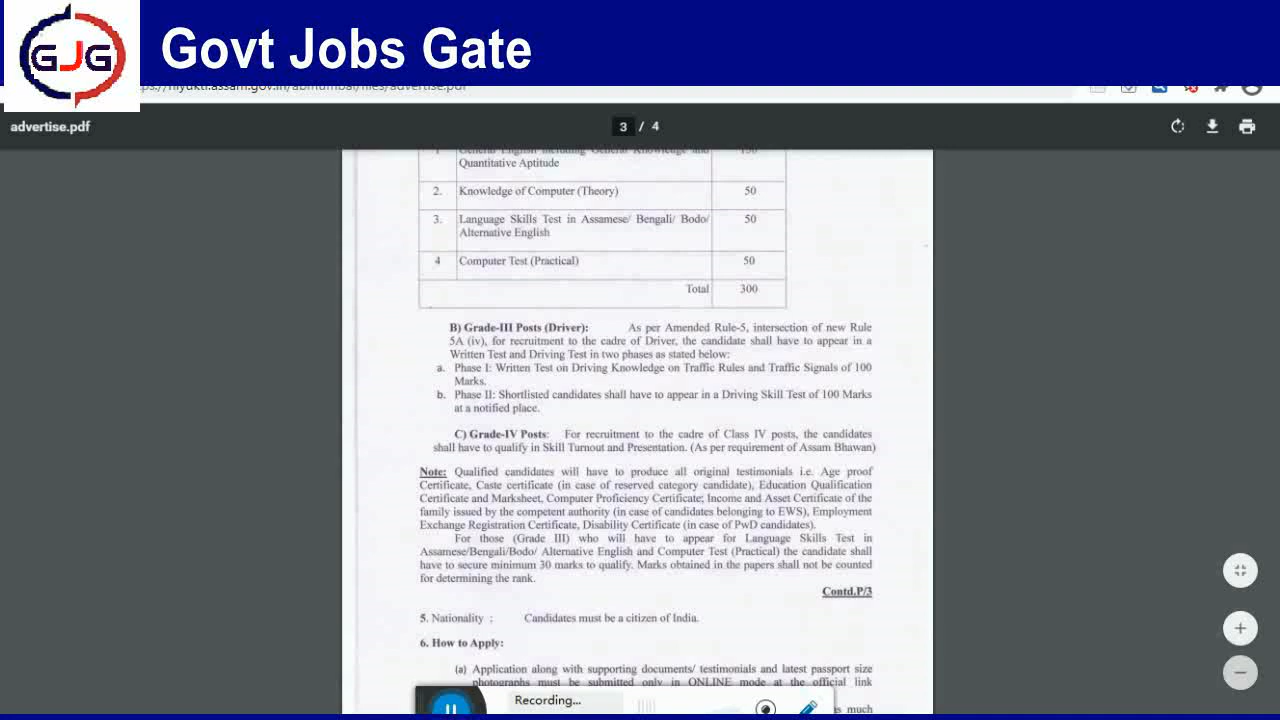 GJG
Govt Jobs Gate
advertise.pdf
3 / 4
1 General English including General Knowledge and 150
Quantitative Aptitude
2. Knowledge of Computer (Theory) 50
3. Language Skills Test in Assamese/ Bengali/ Bodo/ 50
Alternative English
4 Computer Test (Practical) 50
Total 300
B) Grade-III Posts (Driver): As per Amended Rule-5, intersection of new Rule
5A (iv), for recruitment to the cadre of Driver, the candidate shall have to appear in a
Written Test and Driving Test in two phases as stated below:
a. Phase I: Written Test on Driving Knowledge on Traffic Rules and Traffic Signals of 100
Marks.
b. Phase II: Shortlisted candidates shall have to appear in a Driving Skill Test of 100 Marks
at a notified place.
C) Grade-IV Posts: For recruitment to the cadre of Class IV posts, the candidates
shall have to qualify in Skill Turnout and Presentation. (As per requirement of Assam Bhawan)
Note: Qualified candidates will have to produce all original testimonials i.e. Age proof
Certificate, Caste certificate (in case of reserved category candidate), Education Qualification
Certificate and Marksheet, Computer Proficiency Certificate, Income and Asset Certificate of the
family issued by the competent authority (in case of candidates belonging to EWS), Employment
Exchange Registration Certificate, Disability Certificate (in case of PwD candidates).
For those (Grade III) who will have to appear for Language Skills Test in
Assamese/Bengali/Bodo/ Alternative English and Computer Test (Practical) the candidate shall
have to secure minimum 30 marks to qualify. Marks obtained in the papers shall not be counted
for determining the rank.
Contd.P/3
5. Nationality : Candidates must be a citizen of India.
6. How to Apply:
(a) Application along with supporting documents/ testimonials and latest passport size
photographs must be submitted only in ONLINE mode at the official link
Recording...
as much